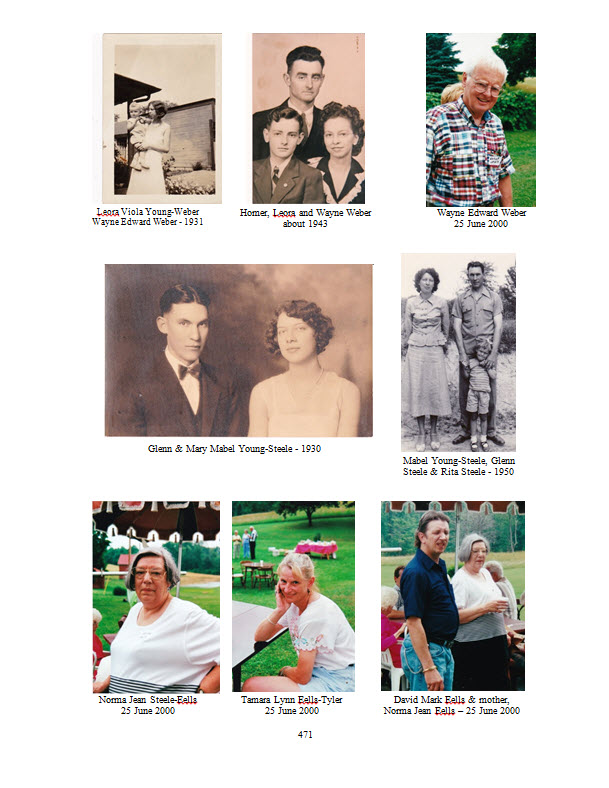 Leora Viola Young-Weber
Wayne Edward Weber - 1931
Homer, Leora and Wayne Weber
about 1943
Wayne Edward Weber
25 June 2000
Glenn & Mary Mabel Young-Steele - 1930
Mabel Young-Steele, Glenn
Steele & Rita Steele - 1950
Norma Jean Steele-Eells
25 June 2000
Tamara Lynn Eells-Tyler
25 June 2000
David Mark Eells & mother,
Norma Jean Eells – 25 June 2000
471